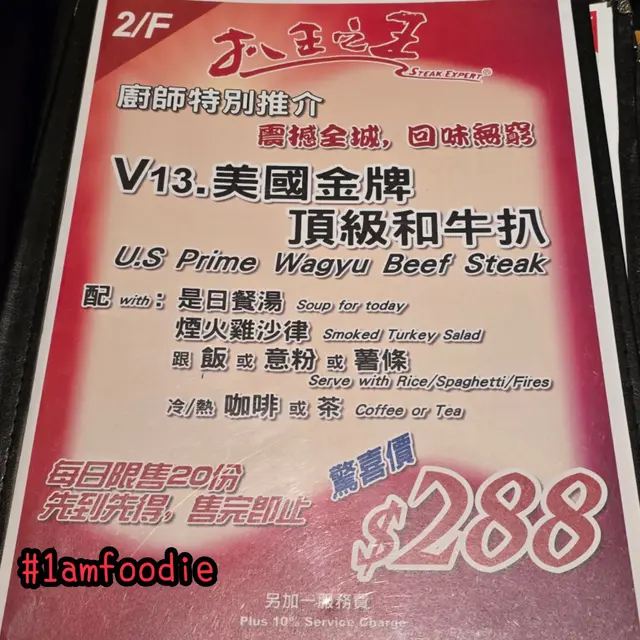 2/F
扒王之王
STEAK EXPERT®
廚師特別推介
震撼全城，回味無窮
V13.美國金牌
頂級和牛扒
U.S Prime Wagyu Beef Steak
配 with : 是日餐湯 Soup for today
煙火雞沙律 Smoked Turkey Salad
跟 飯 或 意粉 或 薯條
Serve with Rice/Spaghetti/Fires
冷/熱 咖啡 或 茶 Coffee or Tea
每日限售20份
先到先得，售完即止
驚喜價
$288
#1amfoodie
另加一服務費
Plus 10% Service Charge